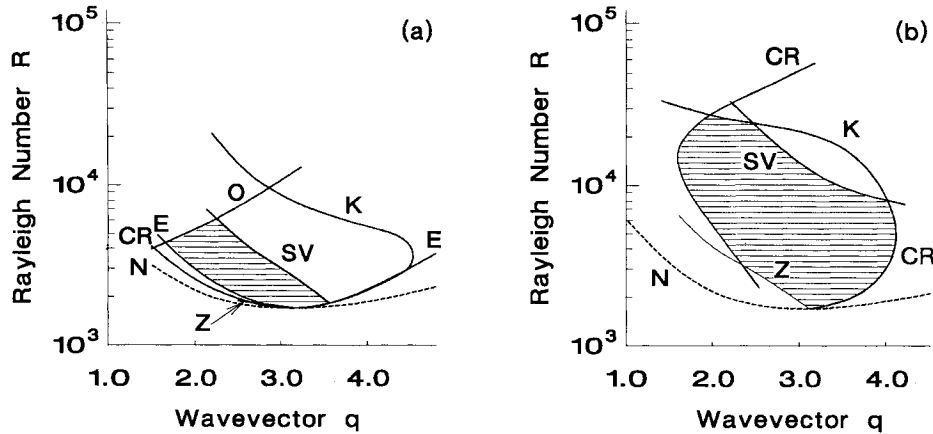 (a)
Rayleigh Number R
10⁵
10⁴
10³
O
K
CR
E
SV
E
N
Z
1.0 2.0 3.0 4.0
Wavevector q
(b)
Rayleigh Number R
10⁵
10⁴
10³
CR
K
SV
Z
CR
N
1.0 2.0 3.0 4.0
Wavevector q